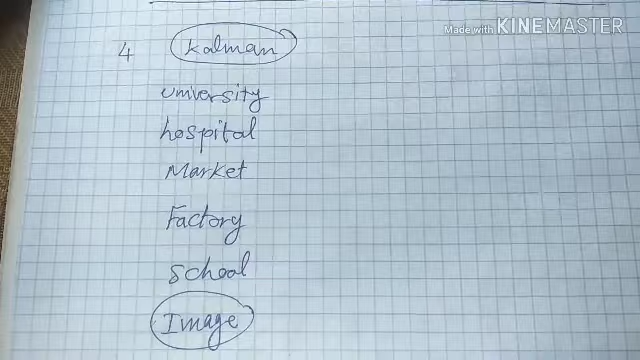 Made with KINEMASTER
4 Kalman
university
hospital
Market
Factory
School
Image